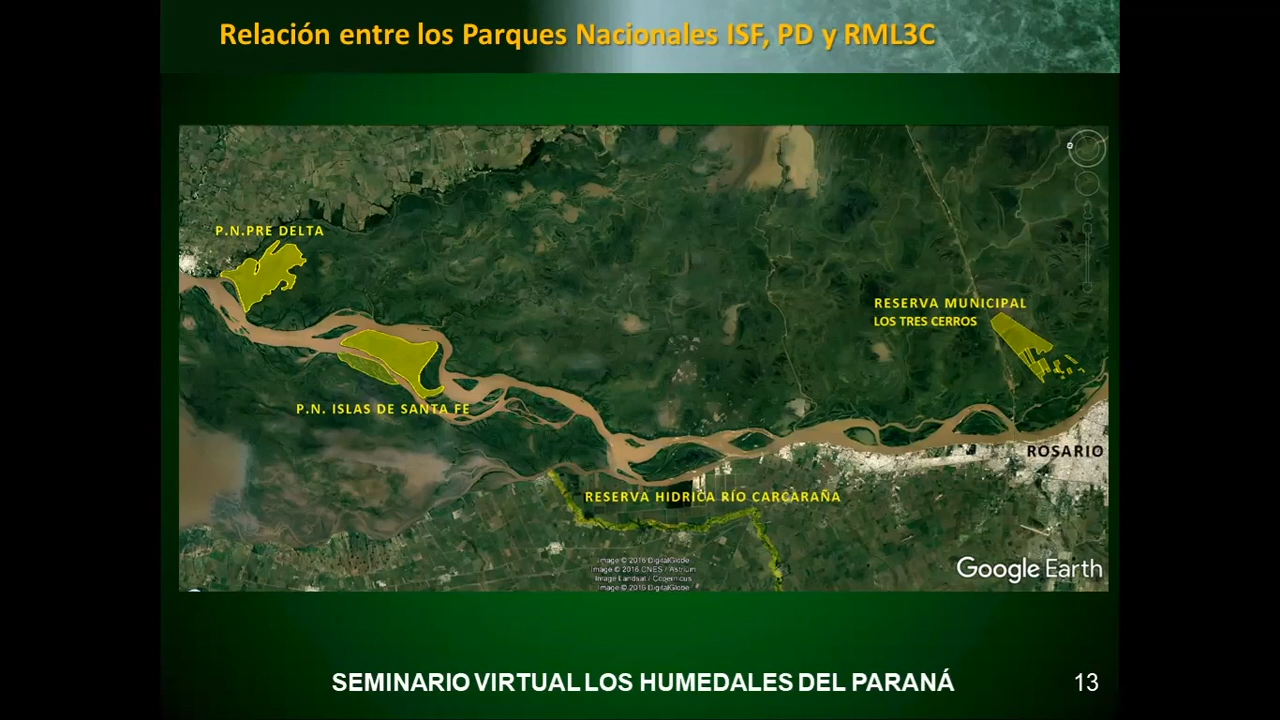 Relación entre los Parques Nacionales ISF, PD y RML3C
P.N.PRE DELTA
RESERVA MUNICIPAL
LOS TRES CERROS
P.N. ISLAS DE SANTA FE
ROSARIO
RESERVA HIDRICA RÍO CARCARAÑA
Image © 2016 DigitalGlobe
Image © 2016 CNES / Astrium
Image Landsat / Copernicus
Image © 2016 DigitalGlobe
Google Earth
SEMINARIO VIRTUAL LOS HUMEDALES DEL PARANÁ
13